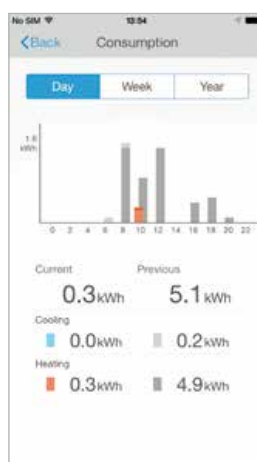 No SIM 13:54
Back Consumption
Day Week Year
1.6
kWh
0 2 4 6 8 10 12 14 16 18 20 22
Current Previous
0.3kWh 5.1kWh
Cooling
0.0kWh 0.2kWh
Heating
0.3kWh 4.9kWh